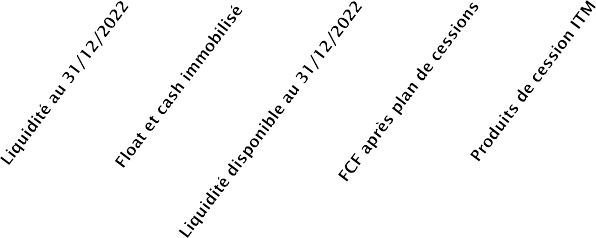 Liquidité au 31/12/2022
Float et cash immobilisé
Liquidité disponible au 31/12/2022
FCF après plan de cessions
Produits de cession ITM